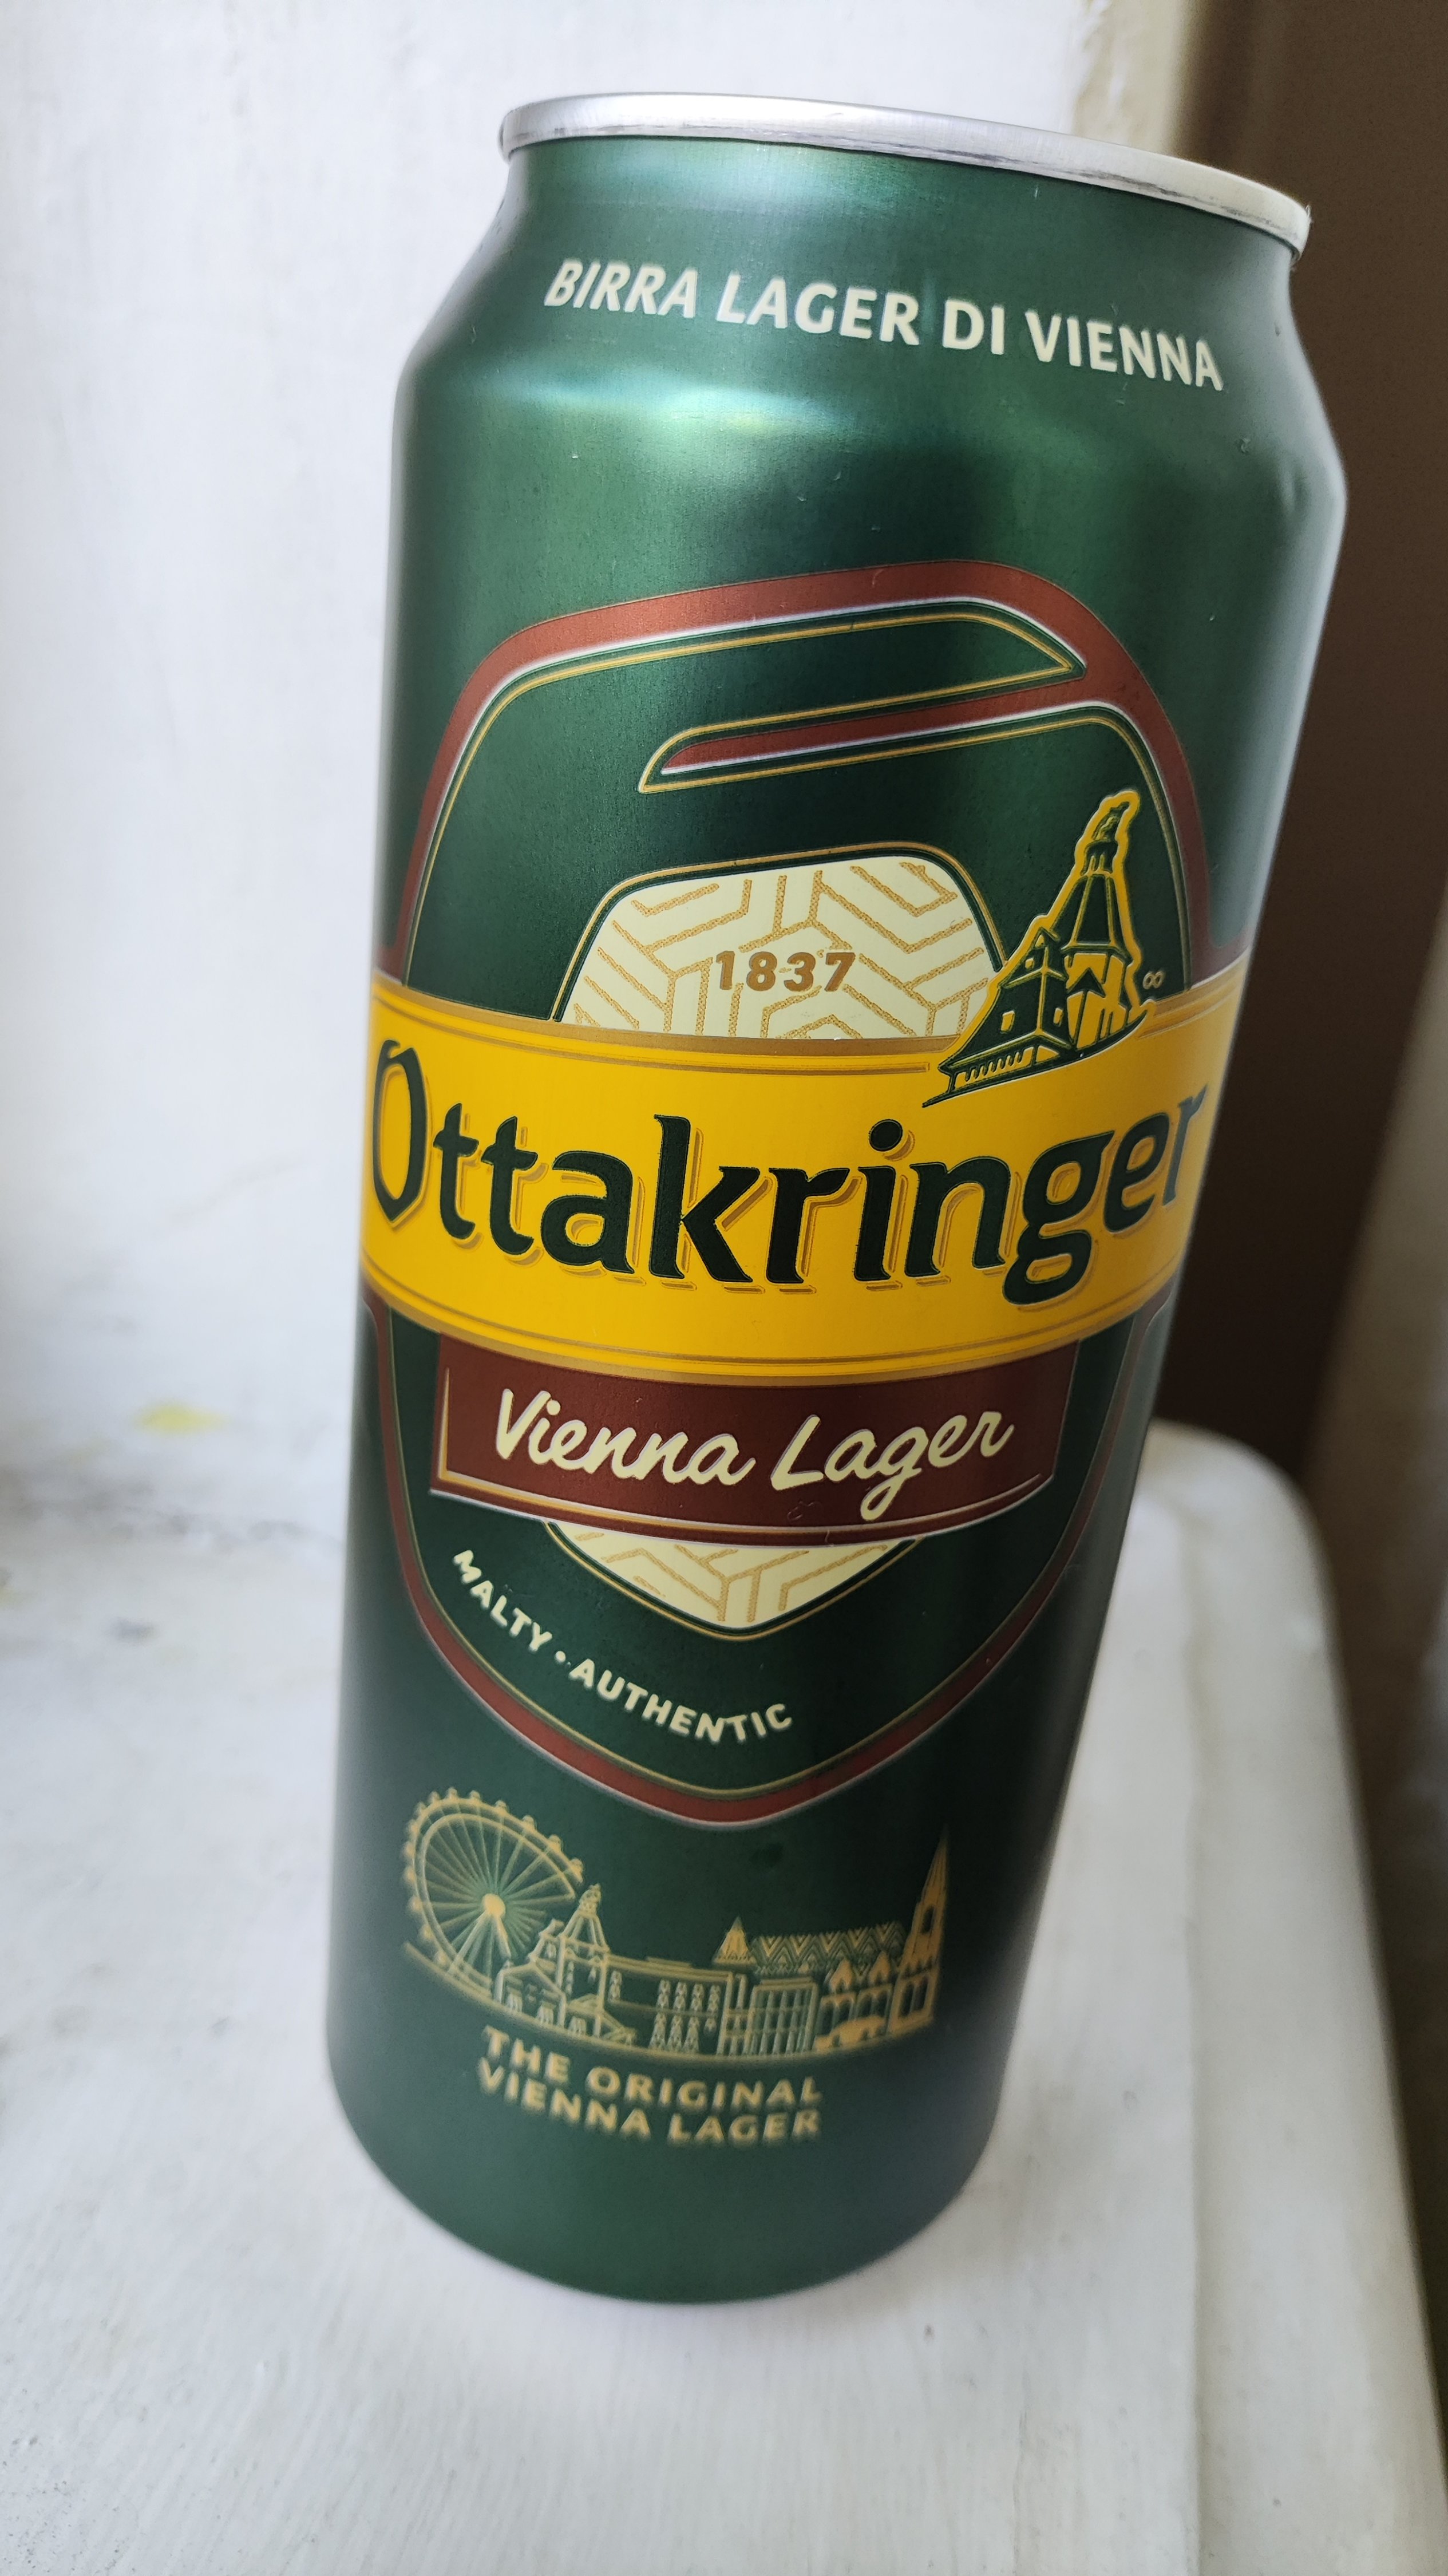 BIRRA LAGER DI VIENNA
1837
Ottakringer
Vienna Lager
MALTY • AUTHENTIC
THE ORIGINAL
VIENNA LAGER